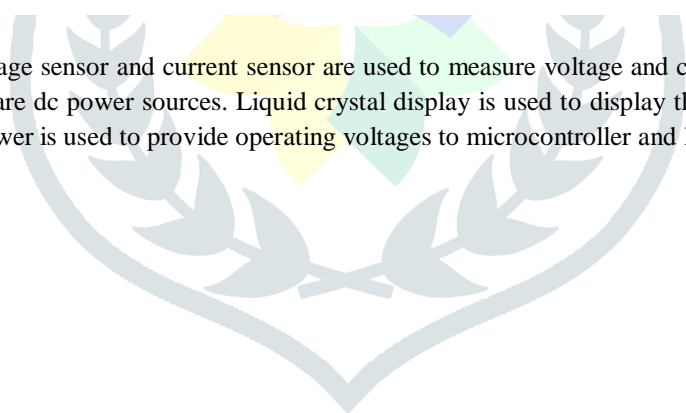 age sensor and current sensor are used to measure voltage and c
are dc power sources. Liquid crystal display is used to display th
wer is used to provide operating voltages to microcontroller and